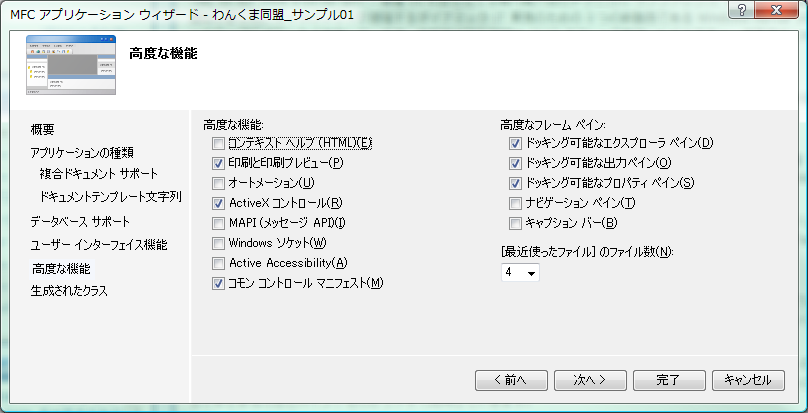 MFC アプリケーション ウィザード - わんくま同盟_サンプル01
高度な機能
概要
アプリケーションの種類
複合ドキュメント サポート
ドキュメントテンプレート文字列
データベース サポート
ユーザー インターフェイス機能
高度な機能
生成されたクラス
高度な機能:
コンテキスト ヘルプ (HTML)(E)
印刷と印刷プレビュー(P)
オートメーション(U)
ActiveX コントロール(R)
MAPI (メッセージ API)(I)
Windows ソケット(W)
Active Accessibility(A)
コモン コントロール マニフェスト(M)
高度なフレーム ペイン:
ドッキング可能なエクスプローラ ペイン(D)
ドッキング可能な出力ペイン(O)
ドッキング可能なプロパティ ペイン(S)
ナビゲーション ペイン(T)
キャプション バー(B)
[最近使ったファイル] のファイル数(N):
4
< 前へ
次へ >
完了
キャンセル